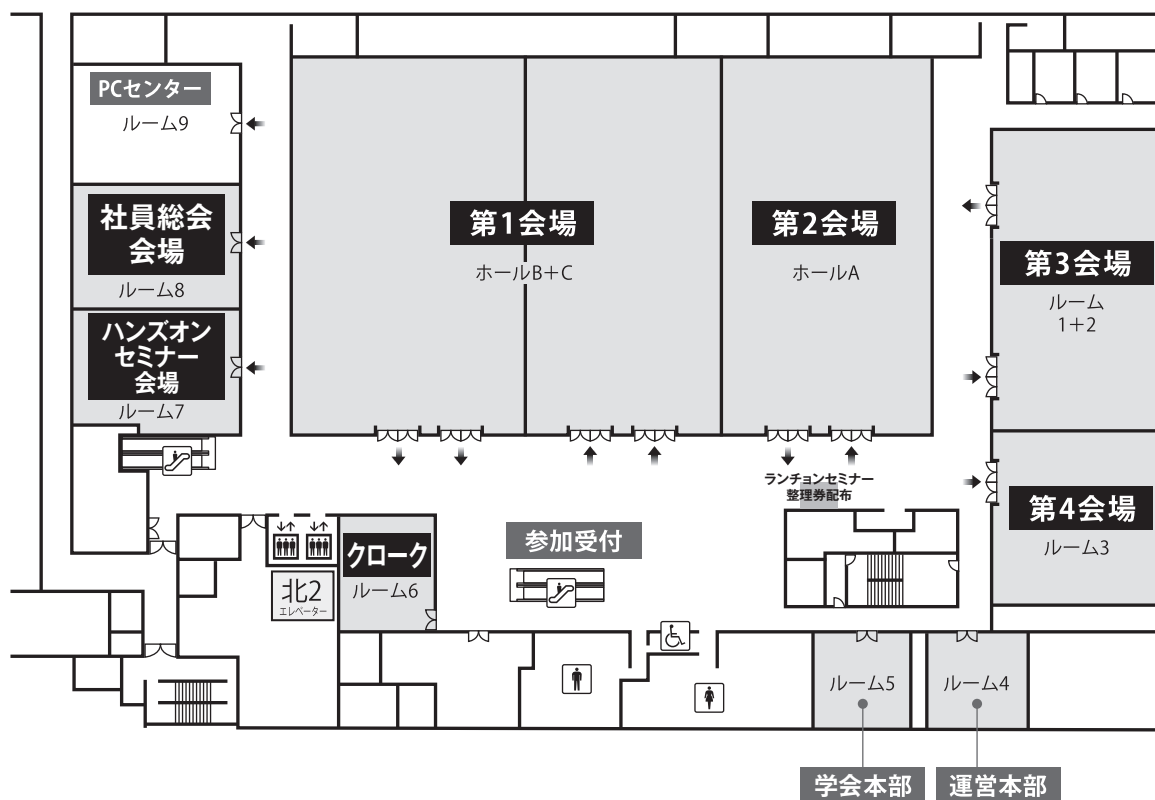 PCセンター
ルーム9
社員総会
会場
ルーム8
ハンズオン
セミナー
会場
ルーム7
第1会場
ホールB+C
第2会場
ホールA
第3会場
ルーム
1+2
ランチョンセミナー
整理券配布
第4会場
ルーム3
参加受付
クローク
ルーム6
北2
エレベーター
ルーム5
ルーム4
学会本部
運営本部